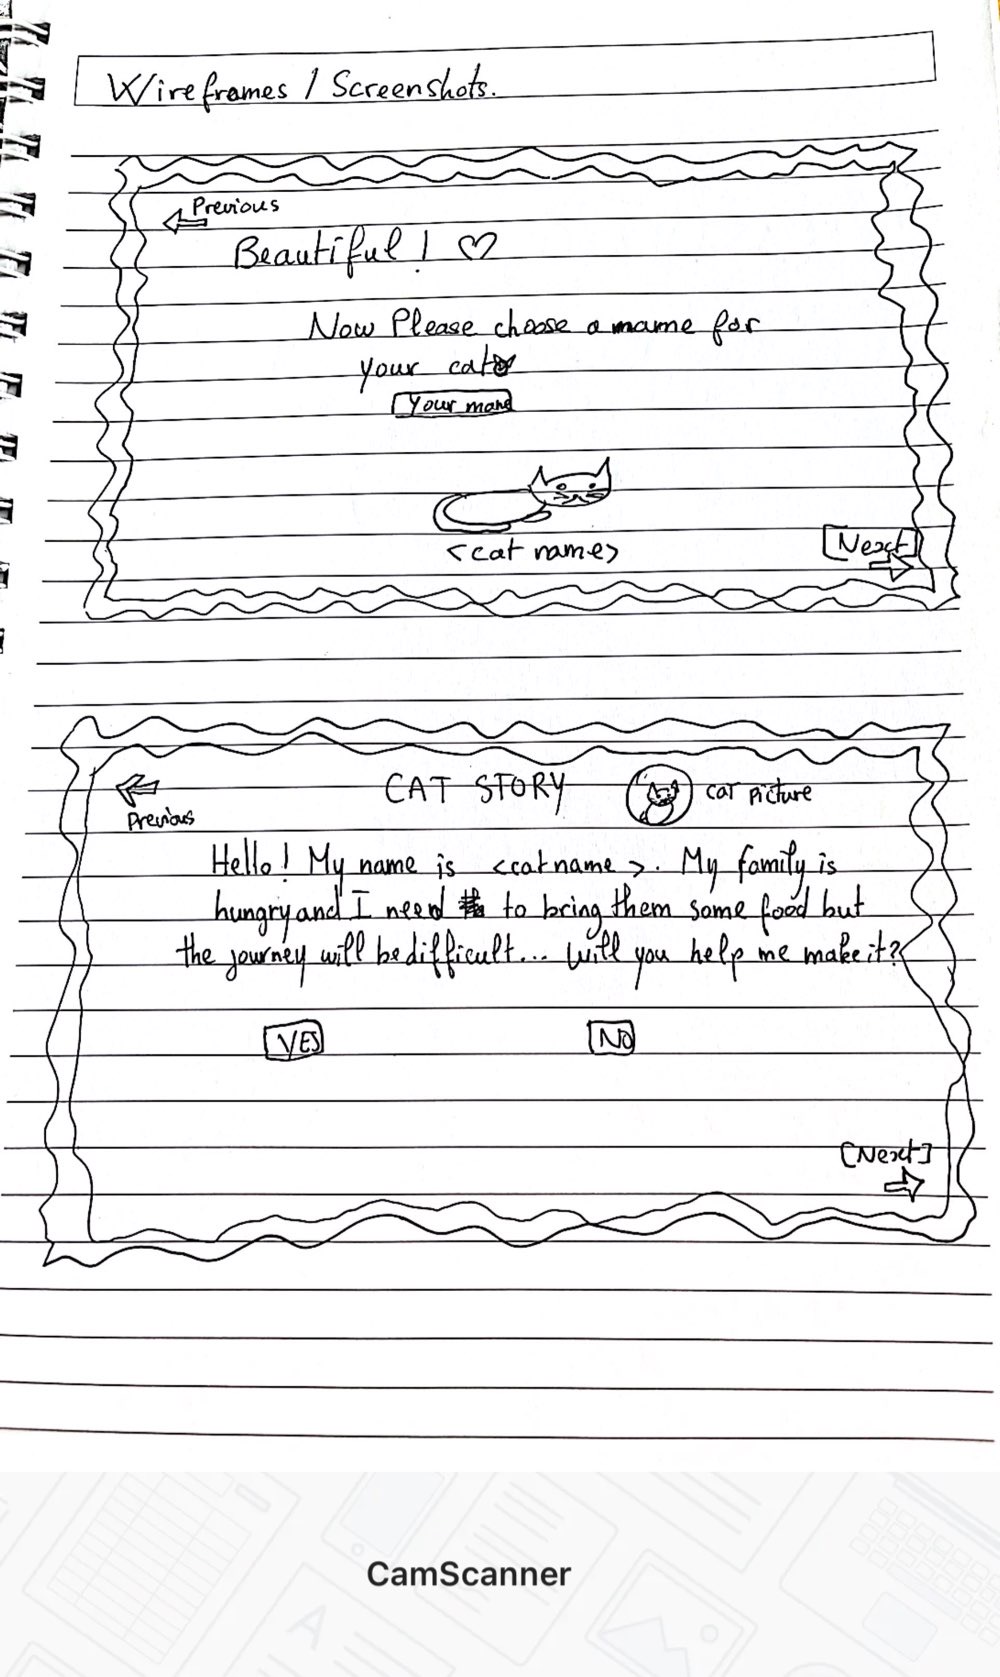 Wireframes / Screenshots.
Previous
Beautiful! ♡
Now Please choose a name for
your cat
Your name
<cat name>
[Next]
CAT STORY
cat picture
Previous
Hello! My name is <catname>. My family is
hungry and I need to bring them some food but
the journey will be difficult... Will you help me make it?
YES
NO
[Next]
CamScanner